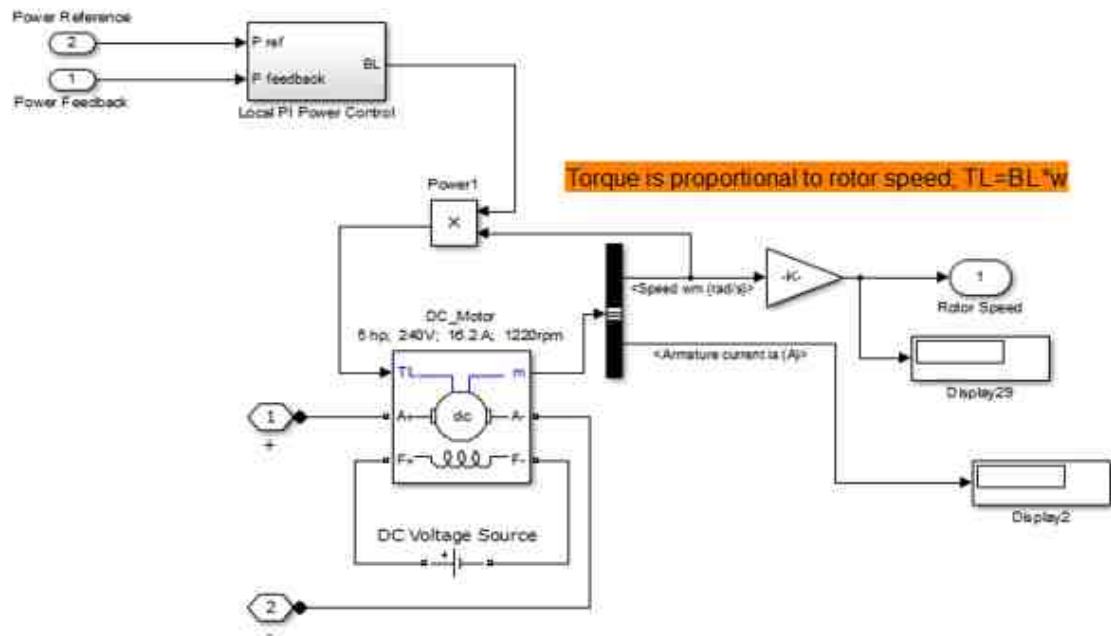 Power Reference
2
P ref
BL
1
P feedback
Power Feedback
Local PI Power Control
Torque is proportional to rotor speed, TL=BL*w
Power1
X
-K-
1
<Speed wm (rad/s)>
Rotor Speed
DC_Motor
5 hp; 240V; 16.2 A; 1220rpm
<Armature current ia (A)>
TL
m
Display29
1
A+
dc
A-
+
F+
F-
Display2
DC Voltage Source
+
2
-